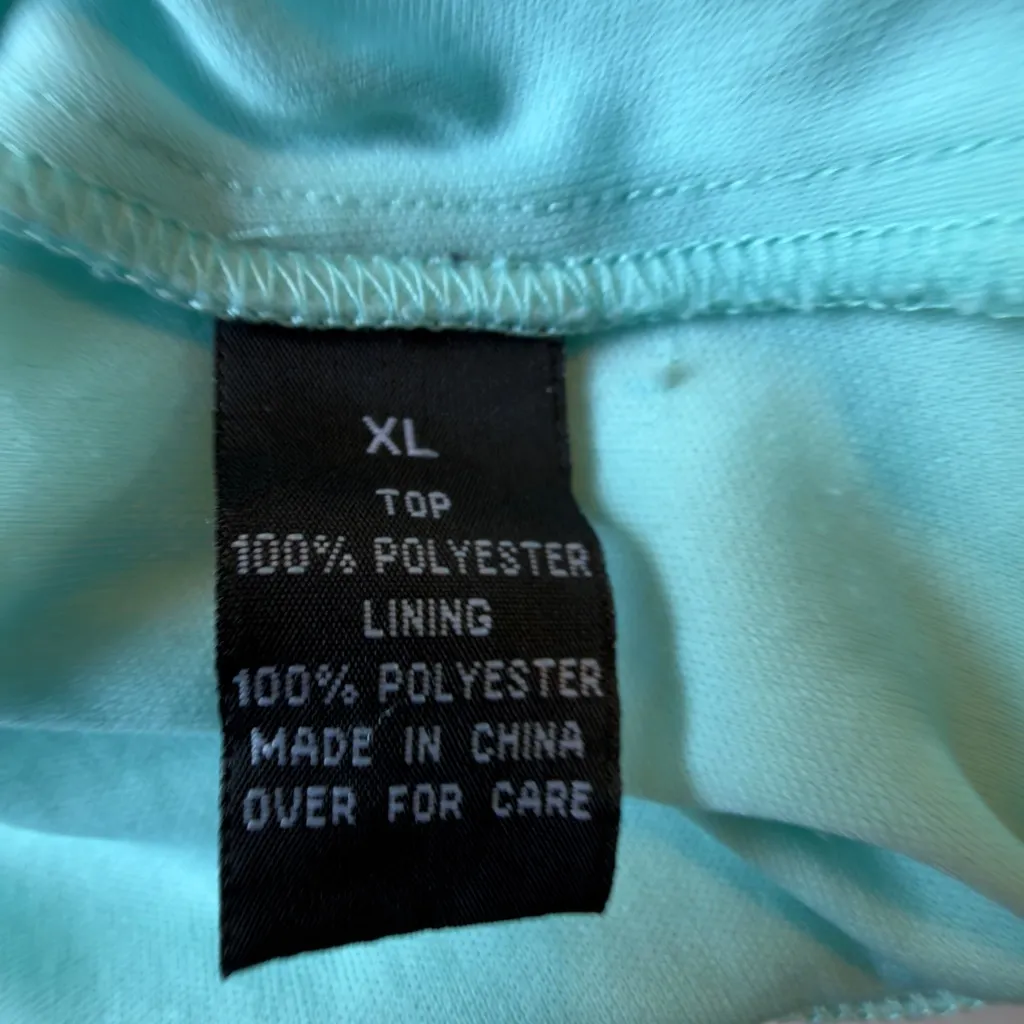 XL
TOP
100% POLYESTER
LINING
100% POLYESTER
MADE IN CHINA
OVER FOR CARE